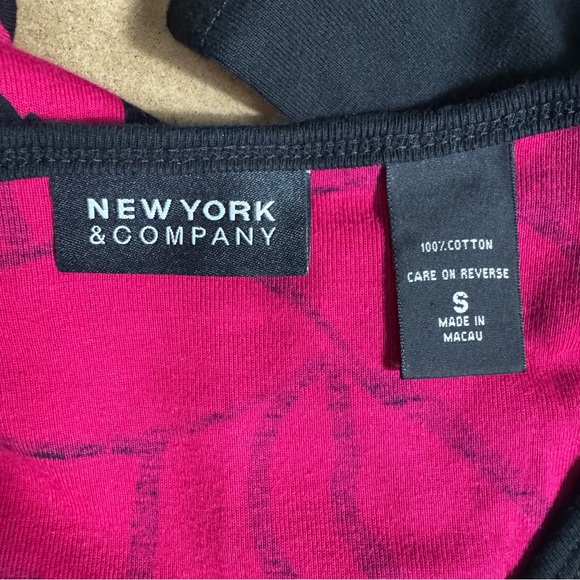 NEW YORK
& COMPANY
100% COTTON
CARE ON REVERSE
S
MADE IN
MACAU